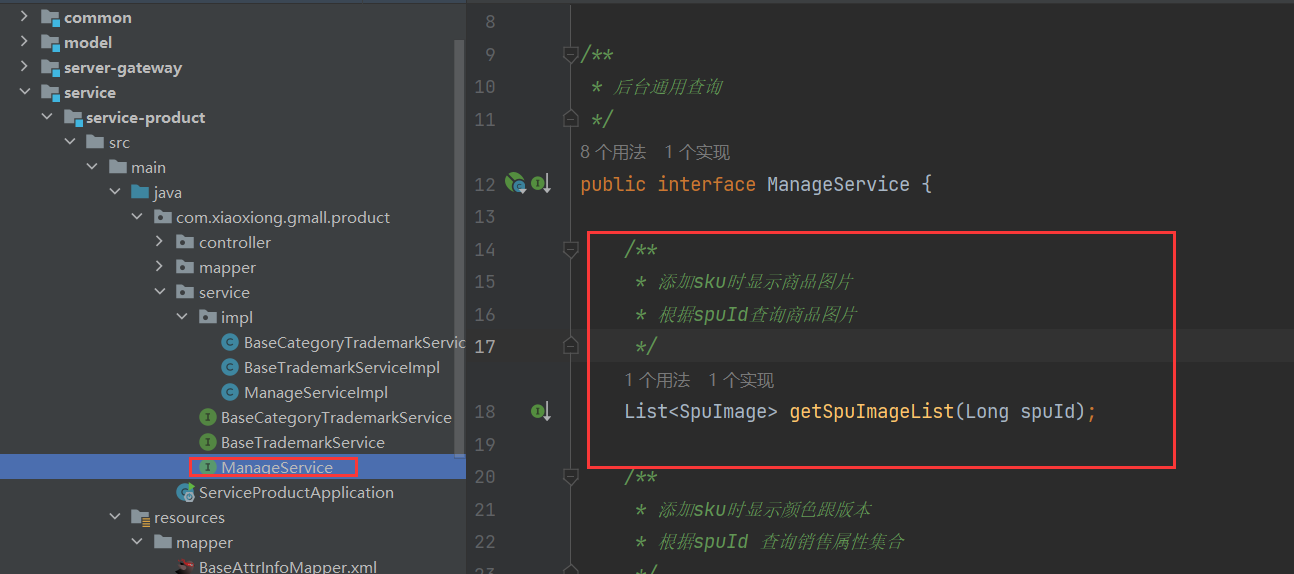 common
model
server-gateway
service
service-product
src
main
java
com.xiaoxiong.gmall.product
controller
mapper
service
impl
BaseCategoryTrademarkServic
BaseTrademarkServiceImpl
ManageServiceImpl
BaseCategoryTrademarkService
BaseTrademarkService
ManageService
ServiceProductApplication
resources
mapper
BaseAttrInfoMapper.xml
8
9 /**
10 * 后台通用查询
11 */
8 个用法 1 个实现
12 public interface ManageService {
13
14 /**
15 * 添加sku时显示商品图片
16 * 根据spuId查询商品图片
17 */
1 个用法 1 个实现
18 List<SpuImage> getSpuImageList(Long spuId);
19
20 /**
21 * 添加sku时显示颜色跟版本
22 * 根据spuId 查询销售属性集合
23 */